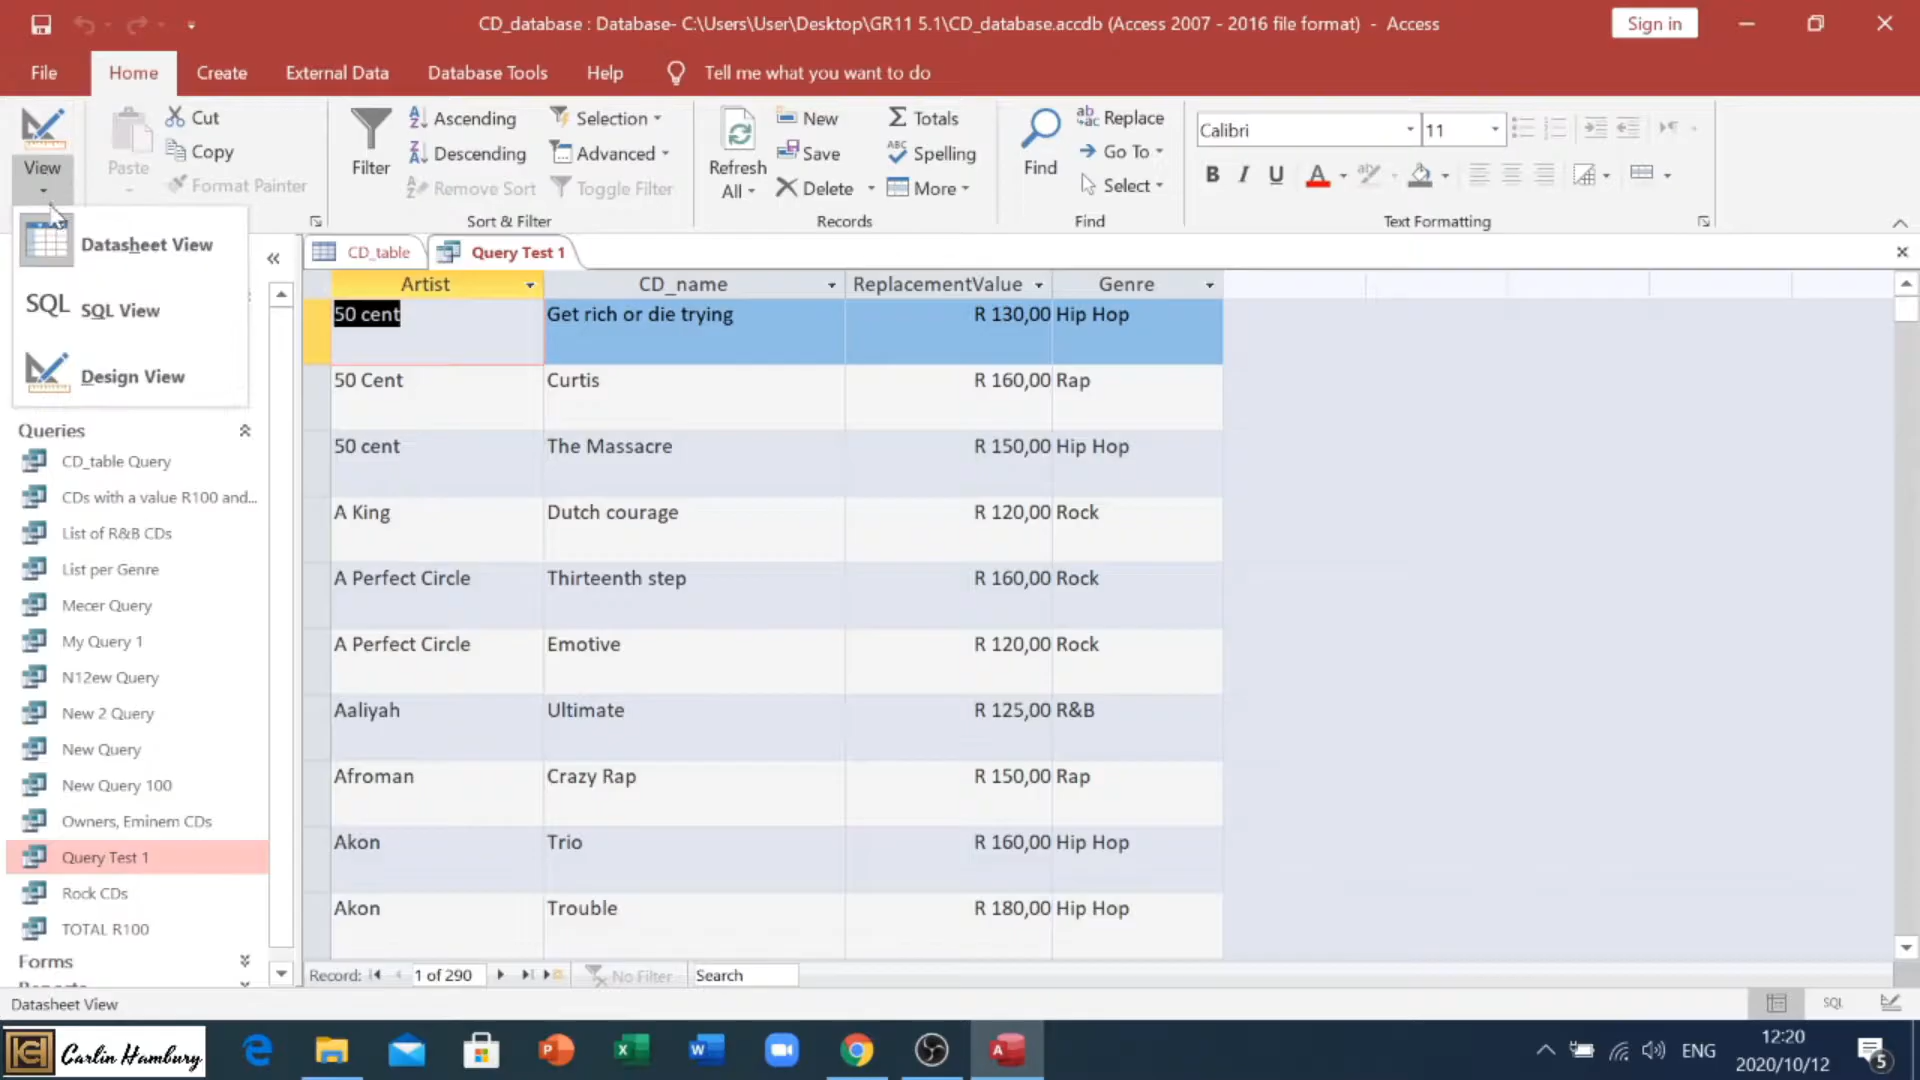 CD_database : Database- C:\Users\User\Desktop\GR11 5.1\CD_database.accdb (Access 2007 - 2016 file format) - Access
Sign in
File Home Create External Data Database Tools Help Tell me what you want to do
View
Paste
Cut
Copy
Format Painter
Filter
Ascending
Descending
Remove Sort
Selection
Advanced
Toggle Filter
Sort & Filter
Refresh
All
New
Save
Delete
Totals
Spelling
More
Records
Find
Replace
Go To
Select
Find
Calibri 11
B I U A
Text Formatting
Datasheet View
SQL SQL View
Design View
Queries
CD_table Query
CDs with a value R100 and...
List of R&B CDs
List per Genre
Mecer Query
My Query 1
N12ew Query
New 2 Query
New Query
New Query 100
Owners, Eminem CDs
Query Test 1
Rock CDs
TOTAL R100
Forms
CD_table Query Test 1
Artist CD_name ReplacementValue Genre
50 cent Get rich or die trying R 130,00 Hip Hop
50 Cent Curtis R 160,00 Rap
50 cent The Massacre R 150,00 Hip Hop
A King Dutch courage R 120,00 Rock
A Perfect Circle Thirteenth step R 160,00 Rock
A Perfect Circle Emotive R 120,00 Rock
Aaliyah Ultimate R 125,00 R&B
Afroman Crazy Rap R 150,00 Rap
Akon Trio R 160,00 Hip Hop
Akon Trouble R 180,00 Hip Hop
Record: 1 of 290 No Filter Search
Datasheet View SQL
Carlin Hambury
ENG
12:20
2020/10/12
5